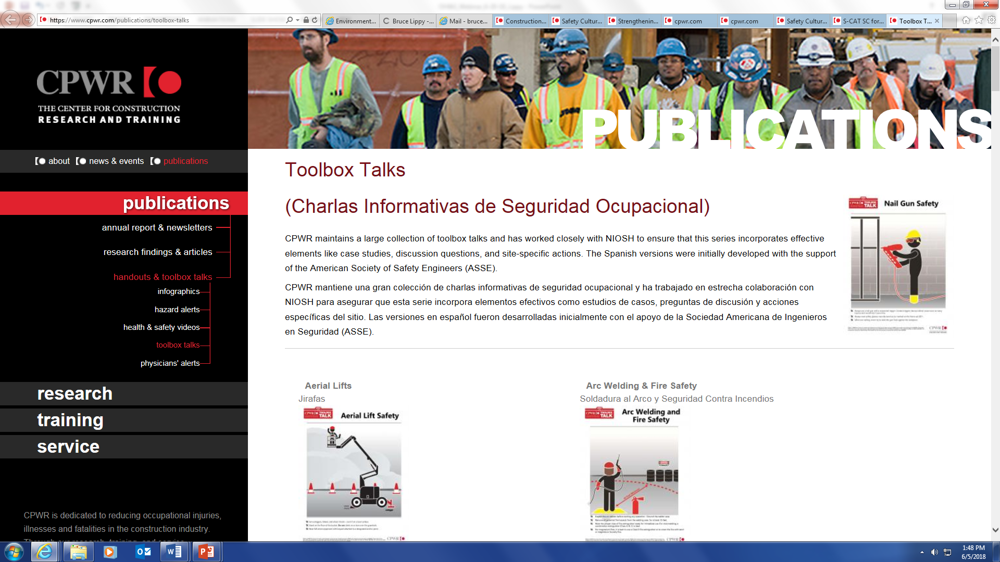 https://www.cpwr.com/publications/toolbox-talks
Environment...
Bruce Lippy -...
Mail - bruce...
Construction...
Safety Cultur...
Strengthenin...
cpwr.com
cpwr.com
Safety Cultur...
S-CAT SC for...
Toolbox T...
CPWR
THE CENTER FOR CONSTRUCTION
RESEARCH AND TRAINING
about
news & events
publications
publications
annual report & newsletters
research findings & articles
handouts & toolbox talks
infographics
hazard alerts
health & safety videos
toolbox talks
physicians' alerts
research
training
service
CPWR is dedicated to reducing occupational injuries,
illnesses and fatalities in the construction industry.
PUBLICATIONS
Toolbox Talks
(Charlas Informativas de Seguridad Ocupacional)
CPWR maintains a large collection of toolbox talks and has worked closely with NIOSH to ensure that this series incorporates effective
elements like case studies, discussion questions, and site-specific actions. The Spanish versions were initially developed with the support
of the American Society of Safety Engineers (ASSE).
CPWR mantiene una gran colección de charlas informativas de seguridad ocupacional y ha trabajado en estrecha colaboración con
NIOSH para asegurar que esta serie incorpora elementos efectivos como estudios de casos, preguntas de discusión y acciones
específicas del sitio. Las versiones en español fueron desarrolladas inicialmente con el apoyo de la Sociedad Americana de Ingenieros
en Seguridad (ASSE).
TALK
Nail Gun Safety
CPWR
Aerial Lifts
Jirafas
TALK
Aerial Lift Safety
CPWR
Arc Welding & Fire Safety
Soldadura al Arco y Seguridad Contra Incendios
TALK
Arc Welding and
Fire Safety
CPWR
1:48 PM
6/5/2018